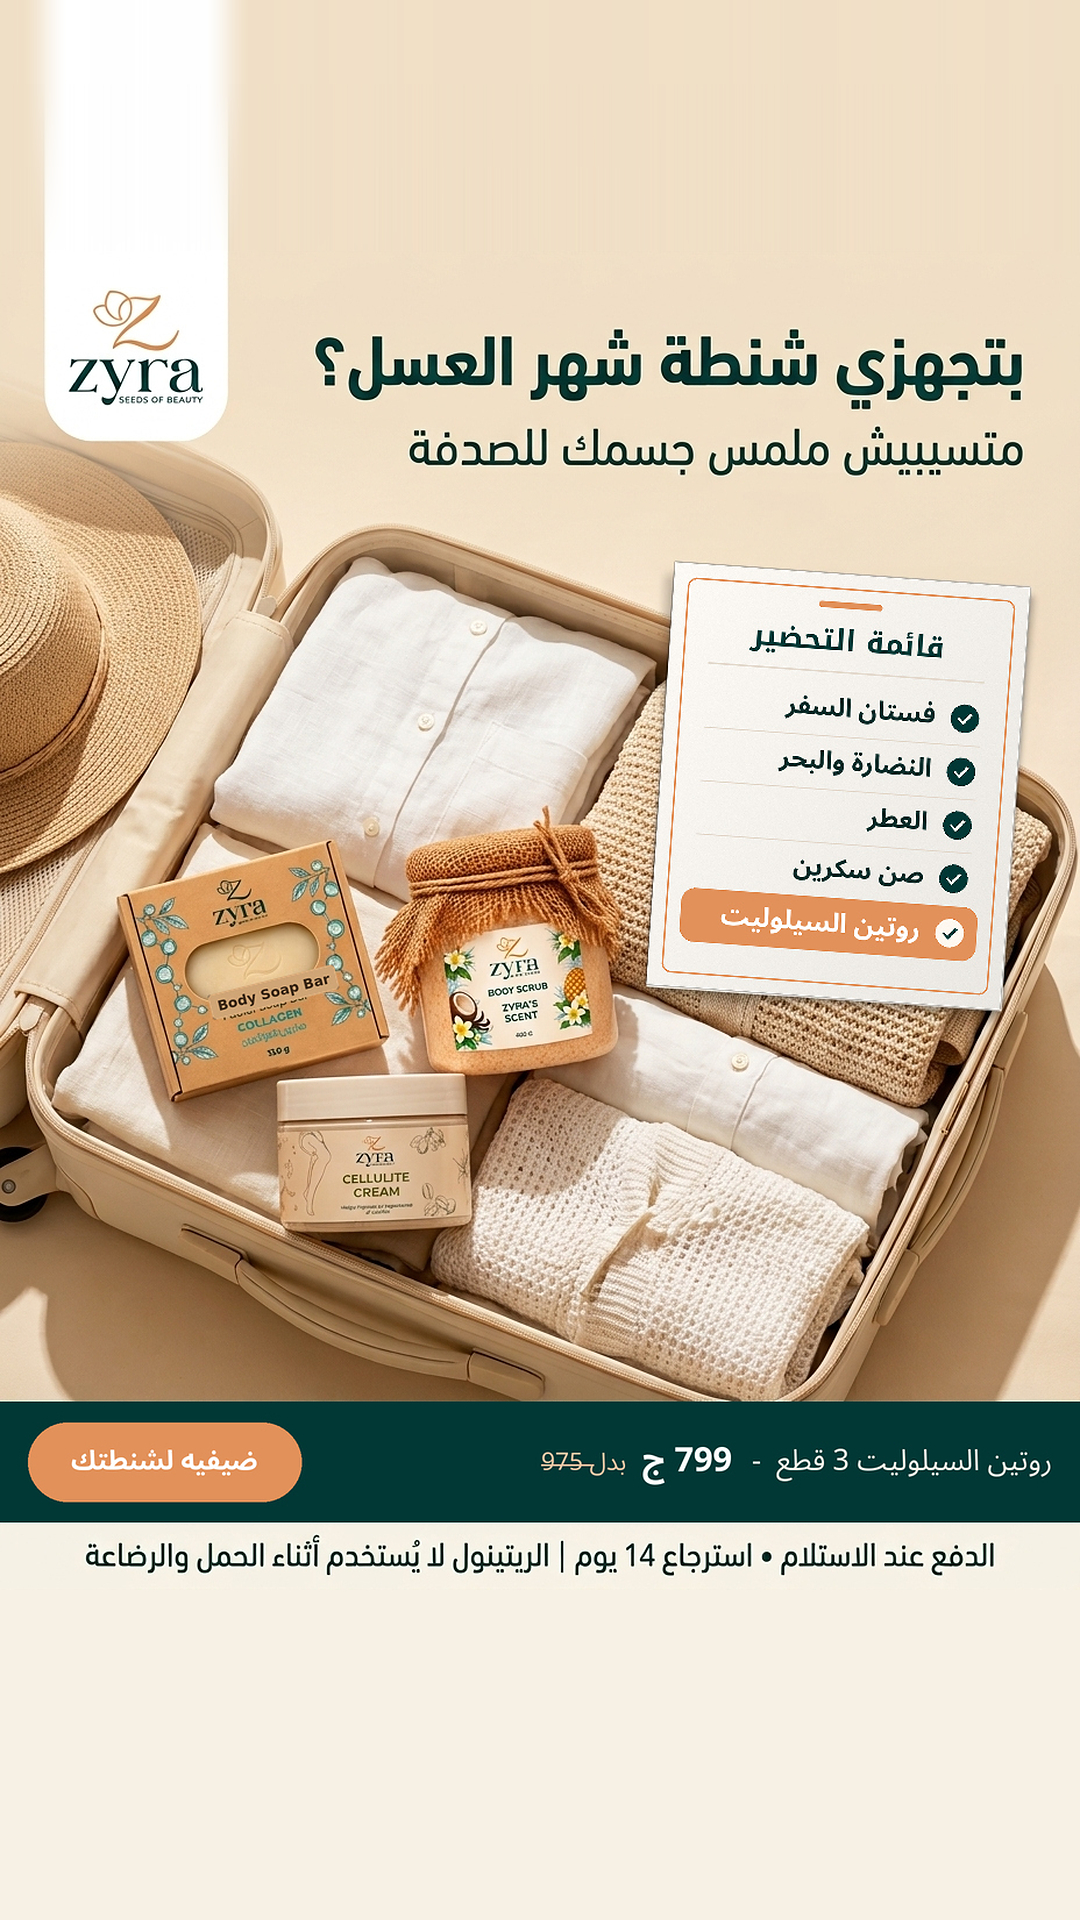 zyra
SEEDS OF BEAUTY
بتجهزي شنطة شهر العسل؟
متسيبيش ملمس جسمك للصدفة
قائمة التحضير
فستان السفر
النضارة والبحر
العطر
صن سكرين
روتين السيلوليت
zyra
Body Soap Bar
COLLAGEN
110 g
zyra
BODY SCRUB
ZYRA'S
SCENT
zyra
CELLULITE
CREAM
روتين السيلوليت 3 قطع - 799 ج بدل 975
ضيفيه لشنطتك
الدفع عند الاستلام • استرجاع 14 يوم | الريتينول لا يُستخدم أثناء الحمل والرضاعة